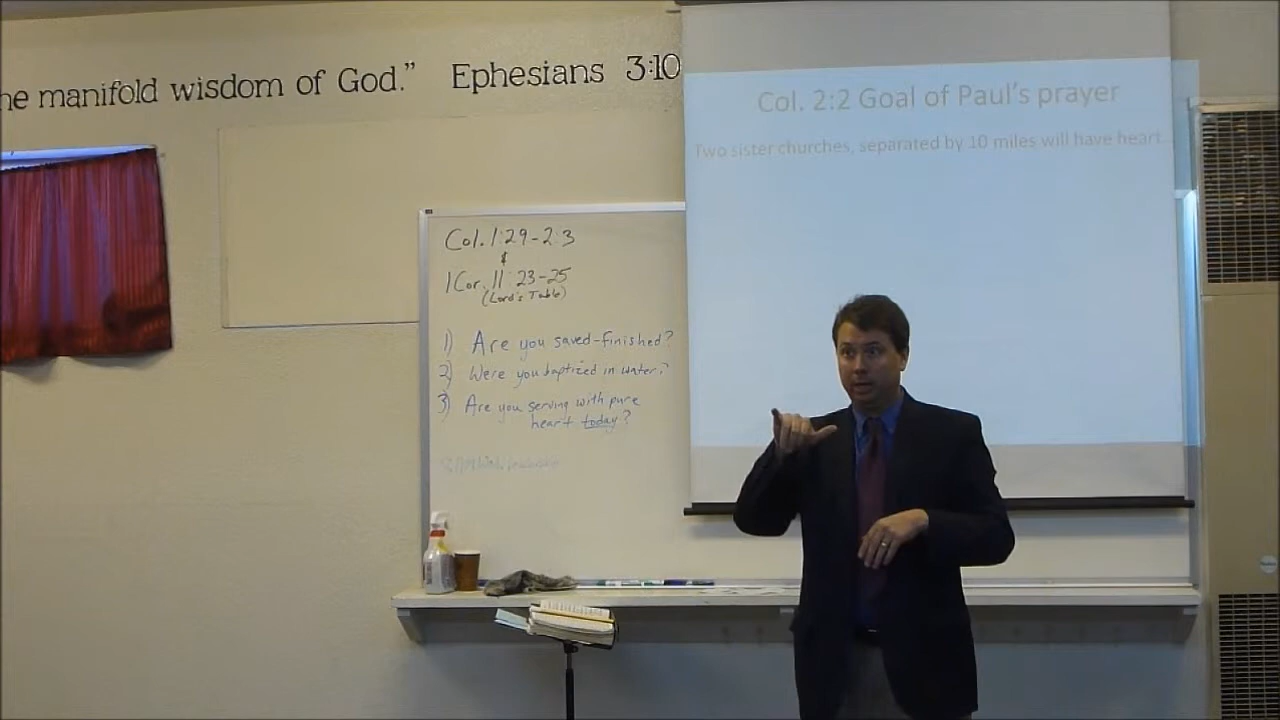 he manifold wisdom of God.” Ephesians 3:10
Col. 2:2 Goal of Paul's prayer
Two sister churches, separated by 10 miles will have heart
Col. 1:29-2:3
&
1 Cor. 11:23-25
(Lord's Table)
1) Are you saved-finished?
2) Were you baptized in water?
3) Are you serving with pure
heart today?